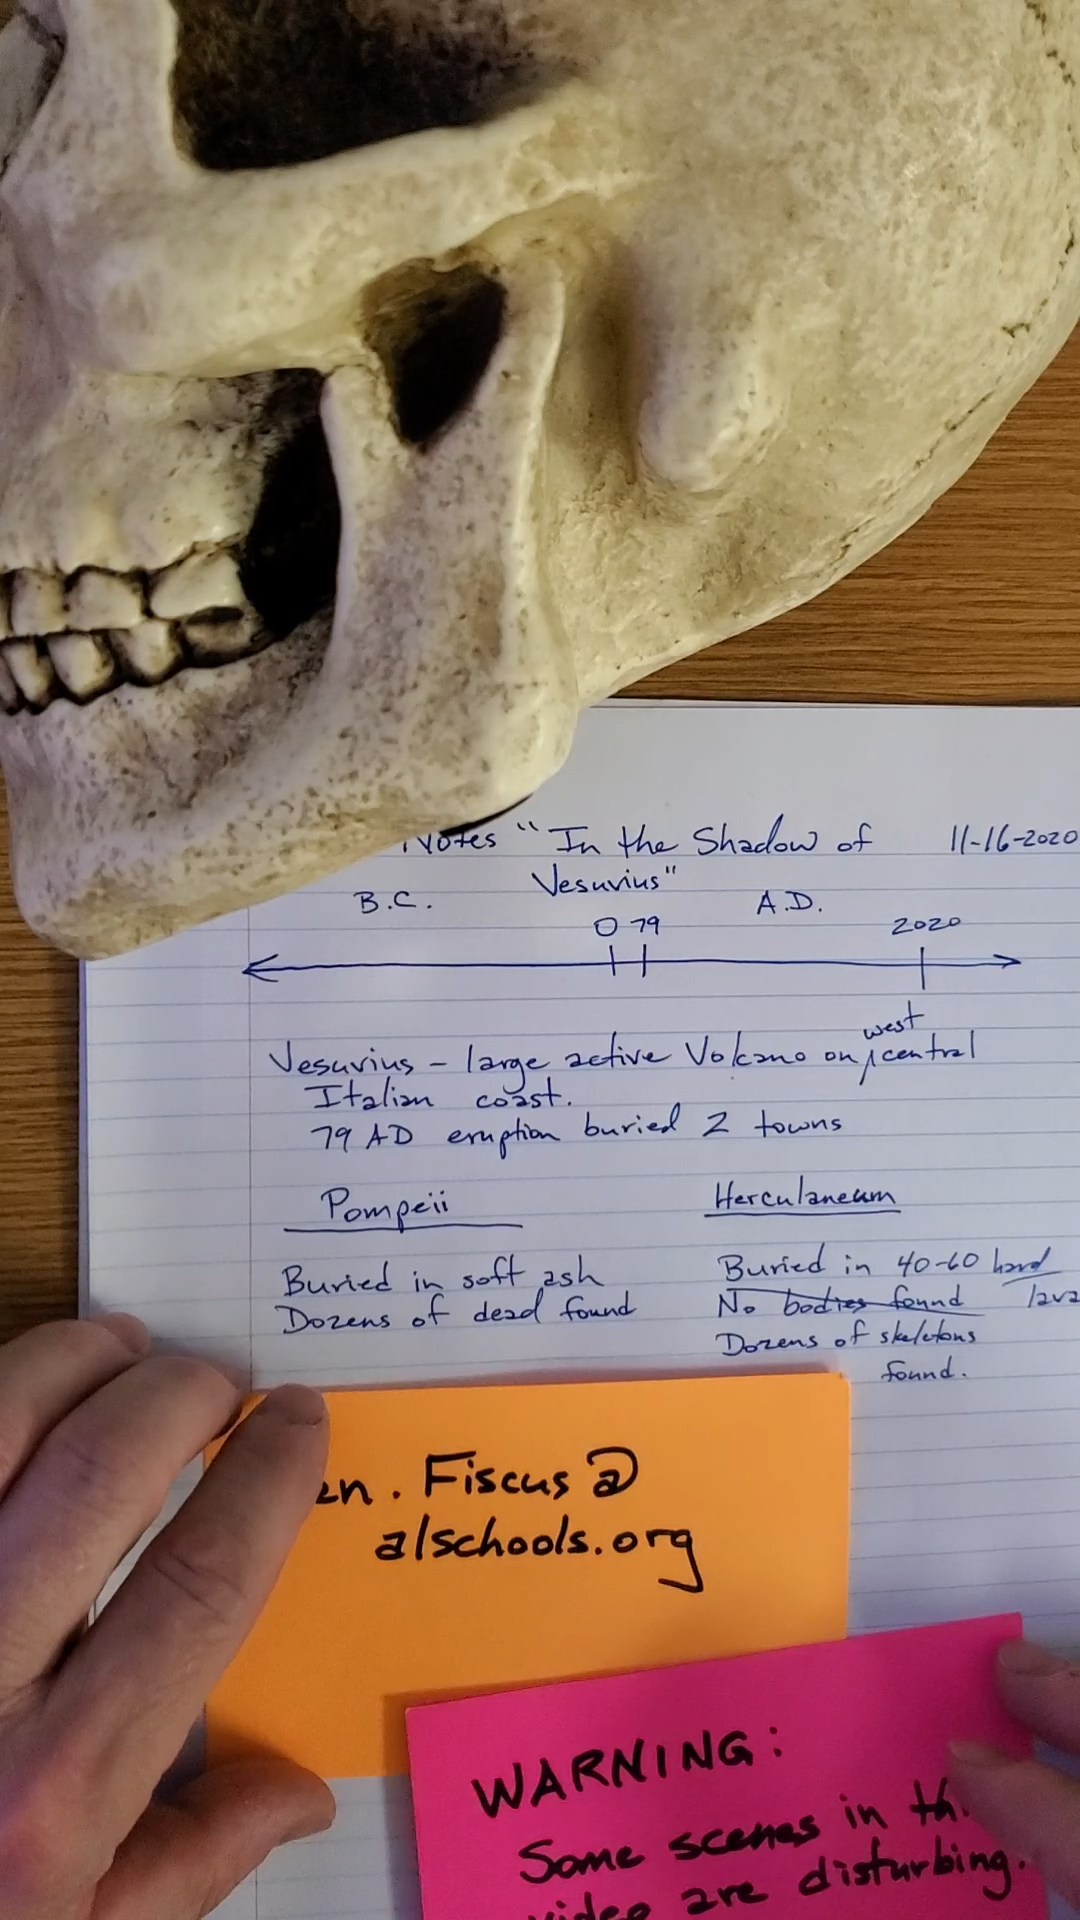 Notes "In the Shadow of 11-16-2020
Vesuvius"
B.C. A.D.
0 79 2020
Vesuvius - large active Volcano on west central
Italian coast.
79 AD eruption buried 2 towns
Pompeii
Buried in soft ash
Dozens of dead found
Herculaneum
Buried in 40-60 hard
lava
No bodies found
Dozens of skeletons
found.
en. Fiscus @
alschools.org
WARNING:
Some scenes in
video are disturbing.